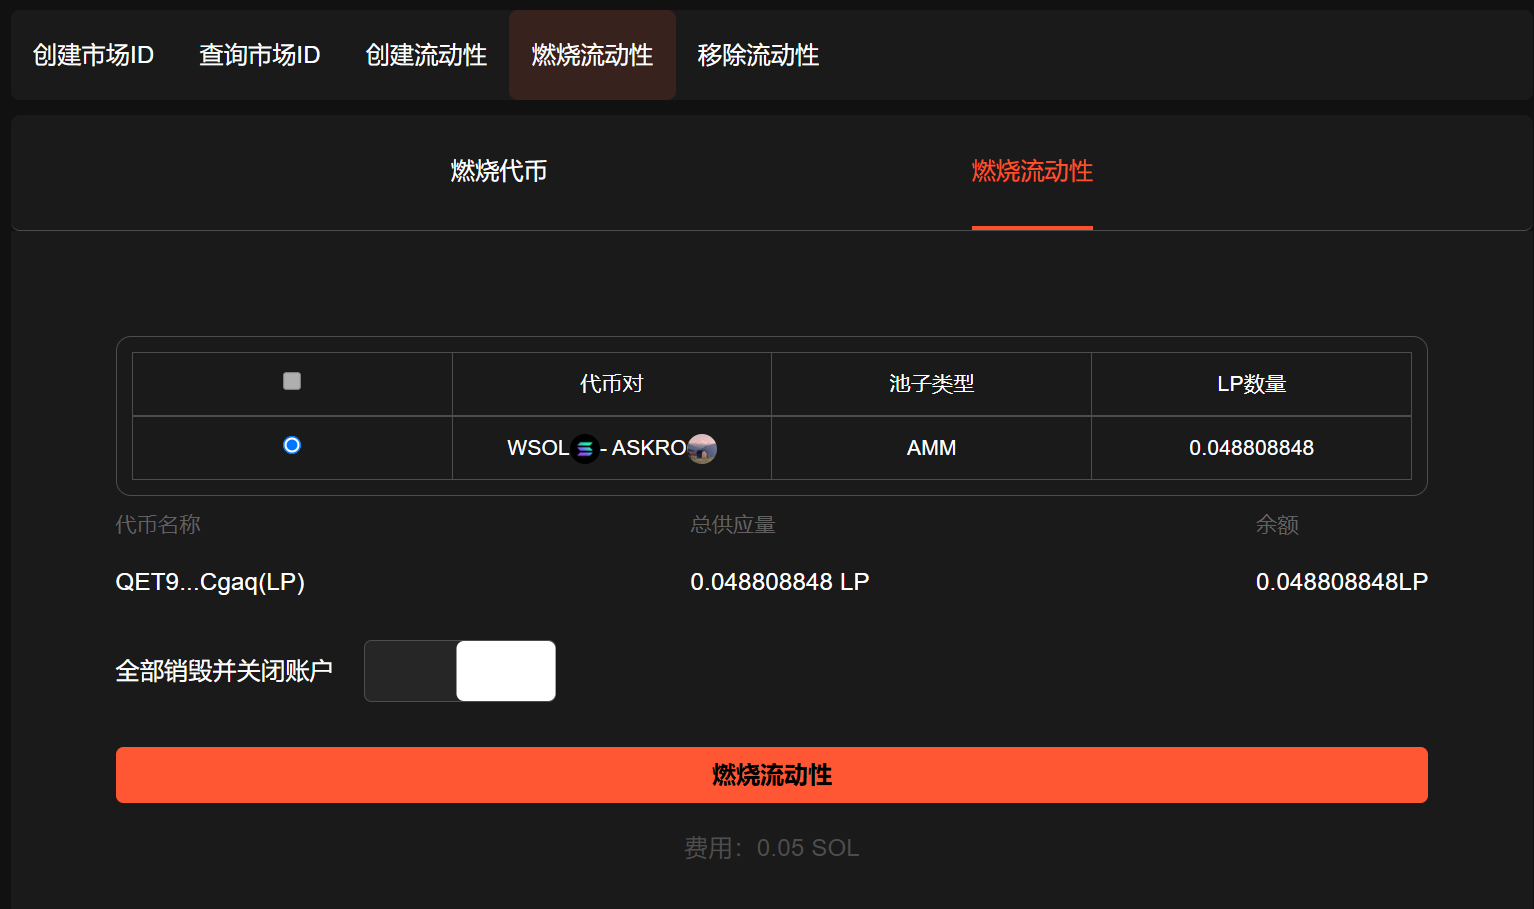 创建市场ID 查询市场ID 创建流动性 燃烧流动性 移除流动性
燃烧代币 燃烧流动性
代币对 池子类型 LP数量
WSOL - ASKRO AMM 0.048808848
代币名称 总供应量 余额
QET9...Cgaq(LP) 0.048808848 LP 0.048808848LP
全部销毁并关闭账户
燃烧流动性
费用：0.05 SOL